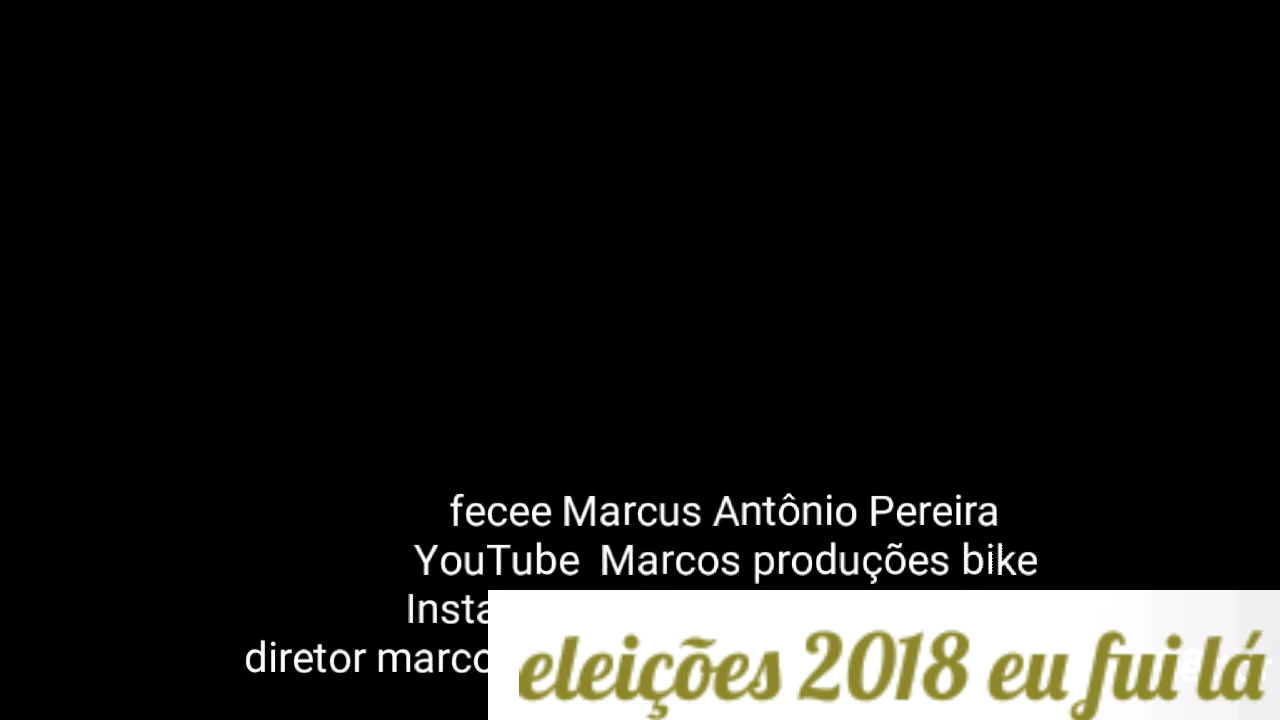 fecee Marcus Antônio Pereira
YouTube Marcos produções bike
Insta
diretor marco
eleições 2018 eu fui lá